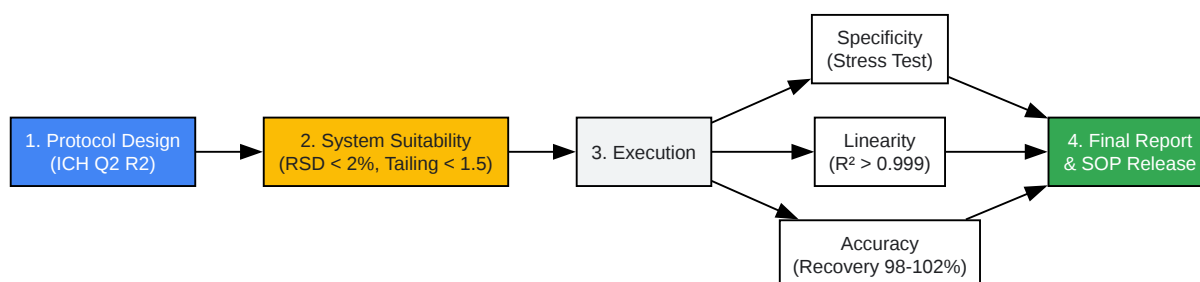 1. Protocol Design
(ICH Q2 R2)
2. System Suitability
(RSD < 2%, Tailing < 1.5)
3. Execution
Specificity
(Stress Test)
Linearity
(R² > 0.999)
Accuracy
(Recovery 98-102%)
4. Final Report
& SOP Release